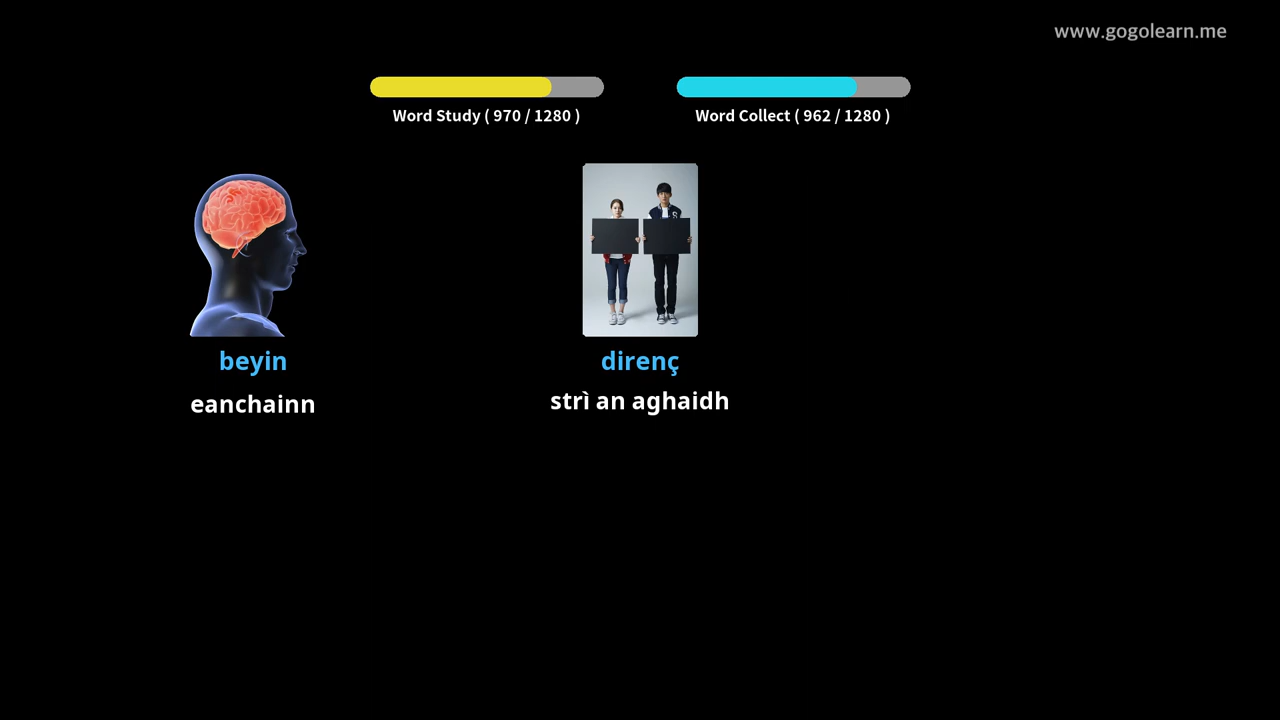 www.gogolearn.me
Word Study ( 970 / 1280 )
Word Collect ( 962 / 1280 )
beyin
eanchainn
direnç
strì an aghaidh